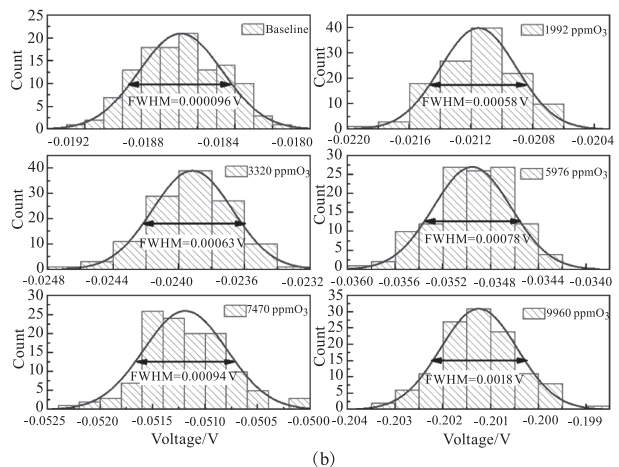 25
20
15
10
5
0
Count
Baseline
FWHM=0.000096 V
-0.0192 -0.0188 -0.0184 -0.0180
40
30
20
10
0
Count
1992 ppmO3
FWHM=0.00058 V
-0.0220 -0.0216 -0.0212 -0.0208 -0.0204
40
30
20
10
0
Count
3320 ppmO3
FWHM=0.00063 V
-0.0248 -0.0244 -0.0240 -0.0236 -0.0232
30
25
20
15
10
5
0
Count
5976 ppmO3
FWHM=0.00078 V
-0.0360 -0.0356 -0.0352 -0.0348 -0.0344 -0.0340
30
25
20
15
10
5
0
Count
7470 ppmO3
FWHM=0.00094 V
-0.0525 -0.0520 -0.0515 -0.0510 -0.0505 -0.0500
Voltage/V
35
30
25
20
15
10
5
0
Count
9960 ppmO3
FWHM=0.0018 V
-0.204 -0.203 -0.202 -0.201 -0.200 -0.199
Voltage/V
(b)